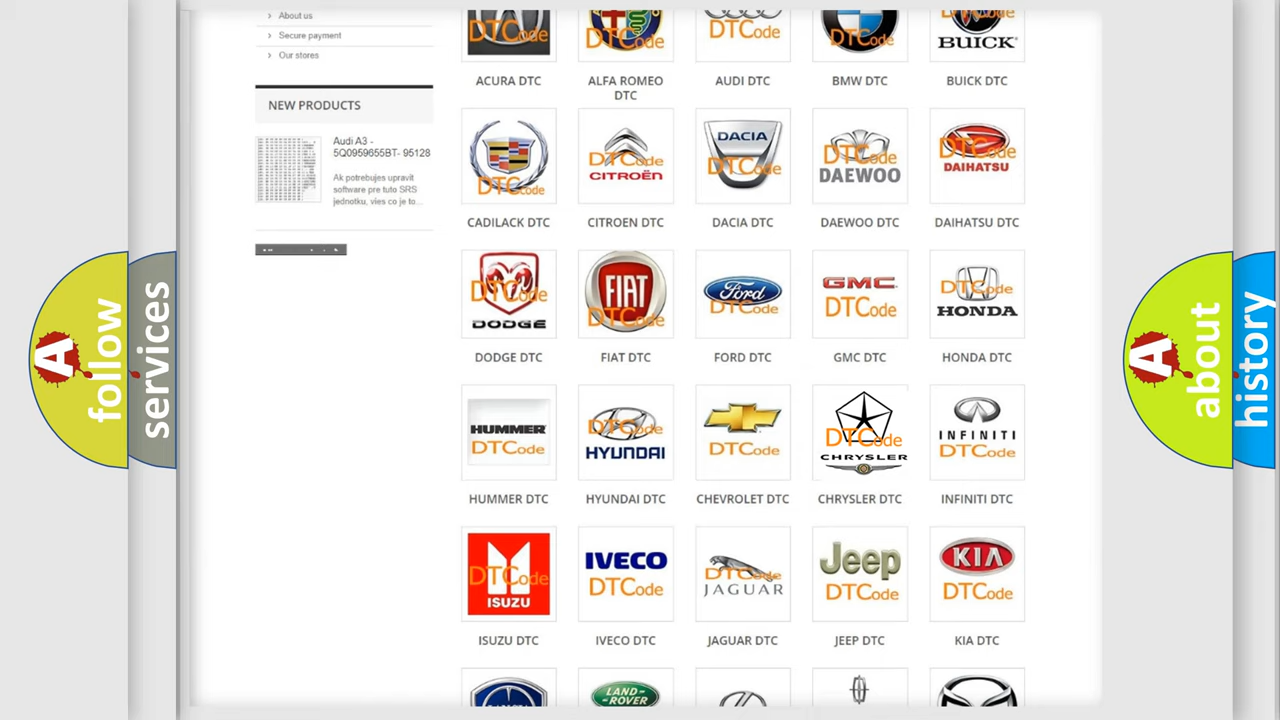 About us
Secure payment
Our stores
NEW PRODUCTS
Audi A3 -
5Q0959655BT- 95128
Ak potrebujes upravit
software pre tuto SRS
jednotku, vies co je to...
DTCode
DTCode
DTCode
DTCode
BUICK
ACURA DTC
ALFA ROMEO
DTC
AUDI DTC
BMW DTC
BUICK DTC
DTCode
DTCode
CITROËN
DACIA
DTCode
DTCode
DAEWOO
DTCode
DAIHATSU
CADILACK DTC
CITROEN DTC
DACIA DTC
DAEWOO DTC
DAIHATSU DTC
DTCode
DODGE
FIAT
DTCode
Ford
DTCode
GMC
DTCode
DTCode
HONDA
DODGE DTC
FIAT DTC
FORD DTC
GMC DTC
HONDA DTC
HUMMER
DTCode
DTCode
HYUNDAI
DTCode
DTCode
CHRYSLER
INFINITI
DTCode
HUMMER DTC
HYUNDAI DTC
CHEVROLET DTC
CHRYSLER DTC
INFINITI DTC
DTCode
ISUZU
IVECO
DTCode
DTCode
JAGUAR
Jeep
DTCode
KIA
DTCode
ISUZU DTC
IVECO DTC
JAGUAR DTC
JEEP DTC
KIA DTC
LAND-
ROVER
A
follow
services
A
about
history